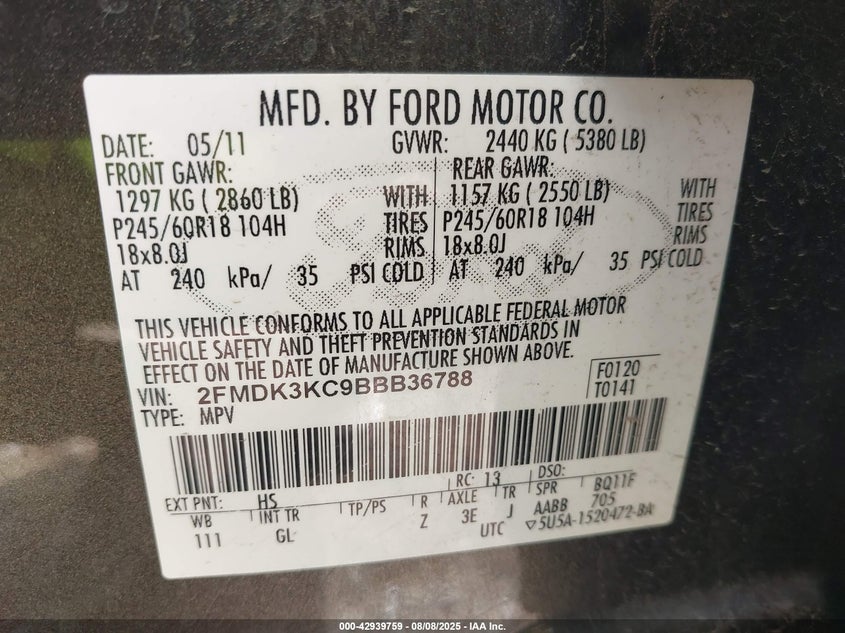 MFD. BY FORD MOTOR CO.
DATE: 05/11 GVWR: 2440 KG ( 5380 LB)
FRONT GAWR: REAR GAWR:
1297 KG ( 2860 LB) WITH 1157 KG ( 2550 LB) WITH
P245/60R18 104H TIRES P245/60R18 104H TIRES
18x8.0J RIMS 18x8.0J RIMS
AT 240 kPa/ 35 PSI COLD AT 240 kPa/ 35 PSI COLD
THIS VEHICLE CONFORMS TO ALL APPLICABLE FEDERAL MOTOR
VEHICLE SAFETY AND THEFT PREVENTION STANDARDS IN
EFFECT ON THE DATE OF MANUFACTURE SHOWN ABOVE.
VIN: 2FMDK3KC9BBB36788 F0120
TYPE: MPV T0141
EXT PNT: HS RC: 13 DSO:
WB INT TR TP/PS R AXLE TR SPR BQ11F
111 GL Z 3E J AABB 705
UTC ▽5U5A-1520472-BA
000-42939759 - 08/08/2025 - IAA Inc.